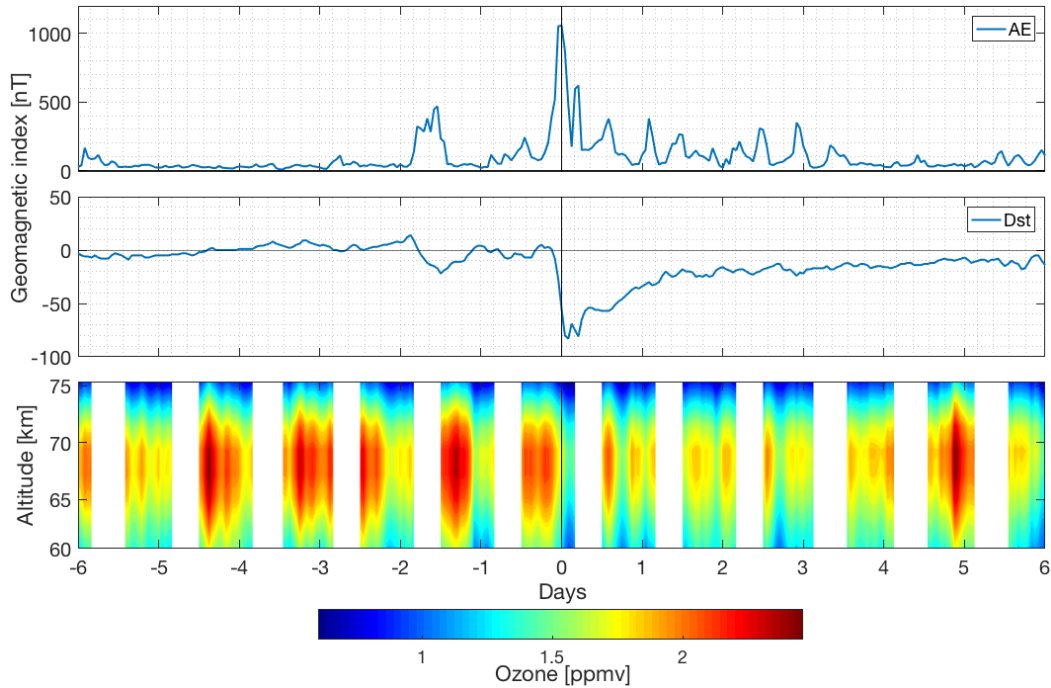 1000
500
0
AE
Geomagnetic index [nT]
50
0
-50
-100
Dst
Altitude [km]
75
70
65
60
-6 -5 -4 -3 -2 -1 0 1 2 3 4 5 6
Days
1 1.5 2
Ozone [ppmv]